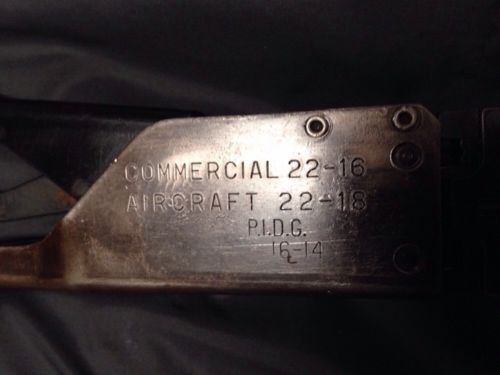 COMMERCIAL 22-16
AIRCRAFT 22-18
P.I.D.G.
16-14